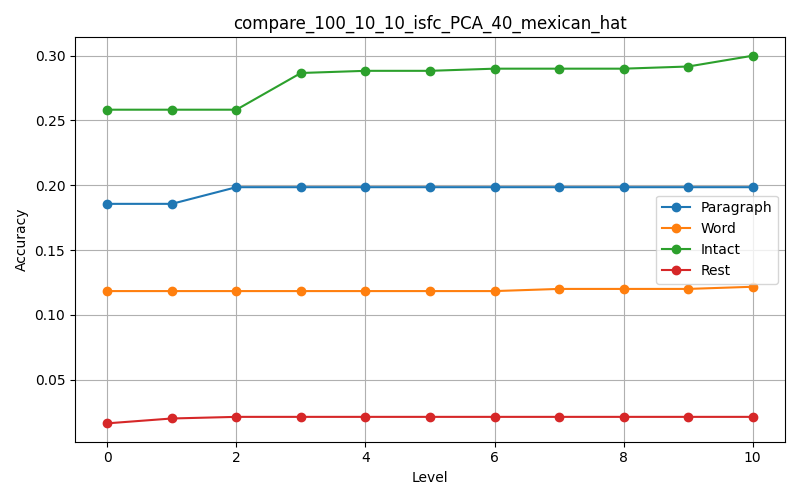 compare_100_10_10_isfc_PCA_40_mexican_hat
Accuracy
0.30
0.25
0.20
0.15
0.10
0.05
Paragraph
Word
Intact
Rest
0 2 4 6 8 10
Level